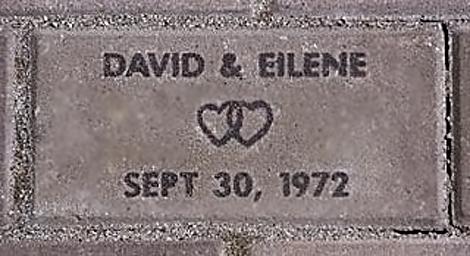 DAVID & EILENE
SEPT 30, 1972